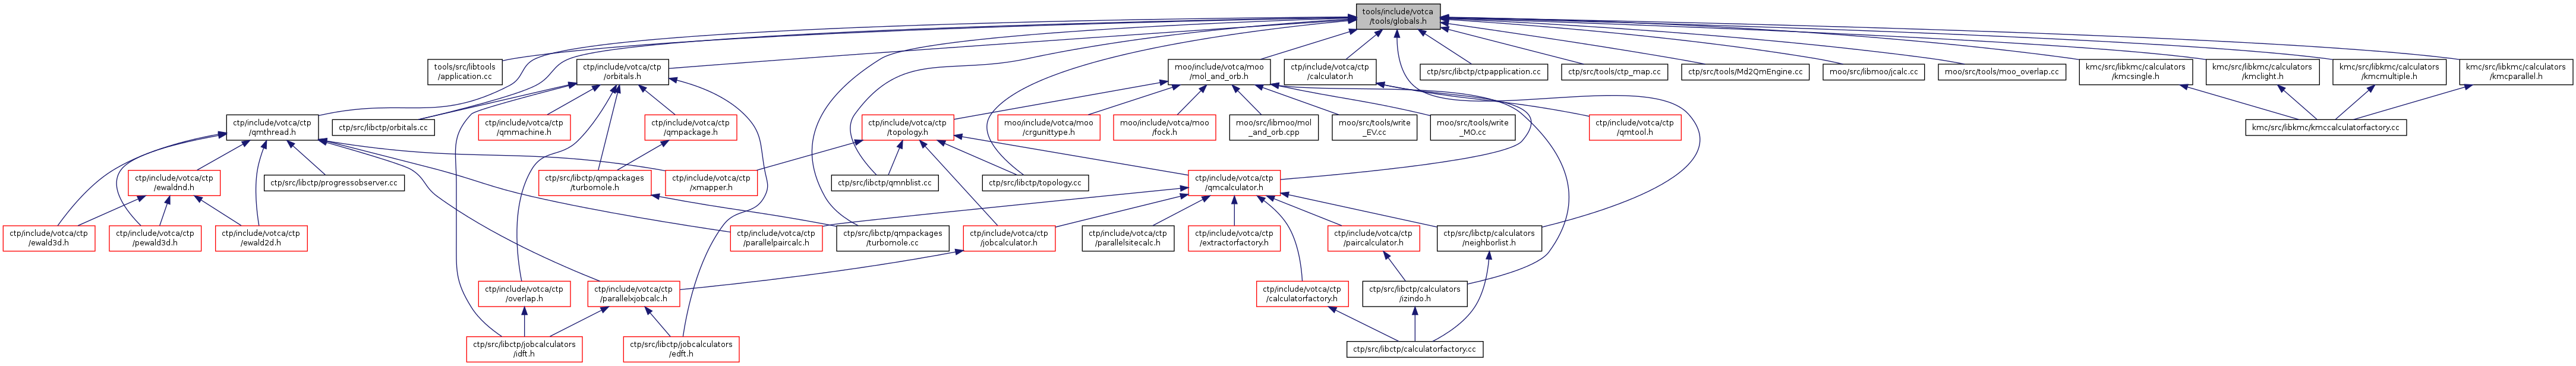 tools/include/votca
/tools/globals.h
tools/src/libtools
/application.cc
ctp/include/votca/ctp
/orbitals.h
moo/include/votca/moo
/mol_and_orb.h
ctp/include/votca/ctp
/calculator.h
ctp/src/libctp/ctpapplication.cc
ctp/src/tools/ctp_map.cc
ctp/src/tools/Md2QmEngine.cc
moo/src/libmoo/jcalc.cc
moo/src/tools/moo_overlap.cc
kmc/src/libkmc/calculators
/kmcsingle.h
kmc/src/libkmc/calculators
/kmclight.h
kmc/src/libkmc/calculators
/kmcmultiple.h
kmc/src/libkmc/calculators
/kmcparallel.h
ctp/include/votca/ctp
/qmthread.h
ctp/src/libctp/orbitals.cc
ctp/include/votca/ctp
/qmmachine.h
ctp/include/votca/ctp
/qmpackage.h
ctp/include/votca/ctp
/topology.h
moo/include/votca/moo
/crgunittype.h
moo/include/votca/moo
/fock.h
moo/src/libmoo/mol
_and_orb.cpp
moo/src/tools/write
_EV.cc
moo/src/tools/write
_MO.cc
ctp/include/votca/ctp
/qmtool.h
kmc/src/libkmc/kmccalculatorfactory.cc
ctp/include/votca/ctp
/ewaldnd.h
ctp/src/libctp/progressobserver.cc
ctp/src/libctp/qmpackages
/turbomole.h
ctp/include/votca/ctp
/xmapper.h
ctp/src/libctp/qmnblist.cc
ctp/src/libctp/topology.cc
ctp/include/votca/ctp
/qmcalculator.h
ctp/include/votca/ctp
/ewald3d.h
ctp/include/votca/ctp
/pewald3d.h
ctp/include/votca/ctp
/ewald2d.h
ctp/include/votca/ctp
/parallelpaircalc.h
ctp/src/libctp/qmpackages
/turbomole.cc
ctp/include/votca/ctp
/jobcalculator.h
ctp/include/votca/ctp
/parallelsitecalc.h
ctp/include/votca/ctp
/extractorfactory.h
ctp/include/votca/ctp
/paircalculator.h
ctp/src/libctp/calculators
/neighborlist.h
ctp/include/votca/ctp
/overlap.h
ctp/include/votca/ctp
/parallelxjobcalc.h
ctp/include/votca/ctp
/calculatorfactory.h
ctp/src/libctp/calculators
/izindo.h
ctp/src/libctp/jobcalculators
/idft.h
ctp/src/libctp/jobcalculators
/edft.h
ctp/src/libctp/calculatorfactory.cc